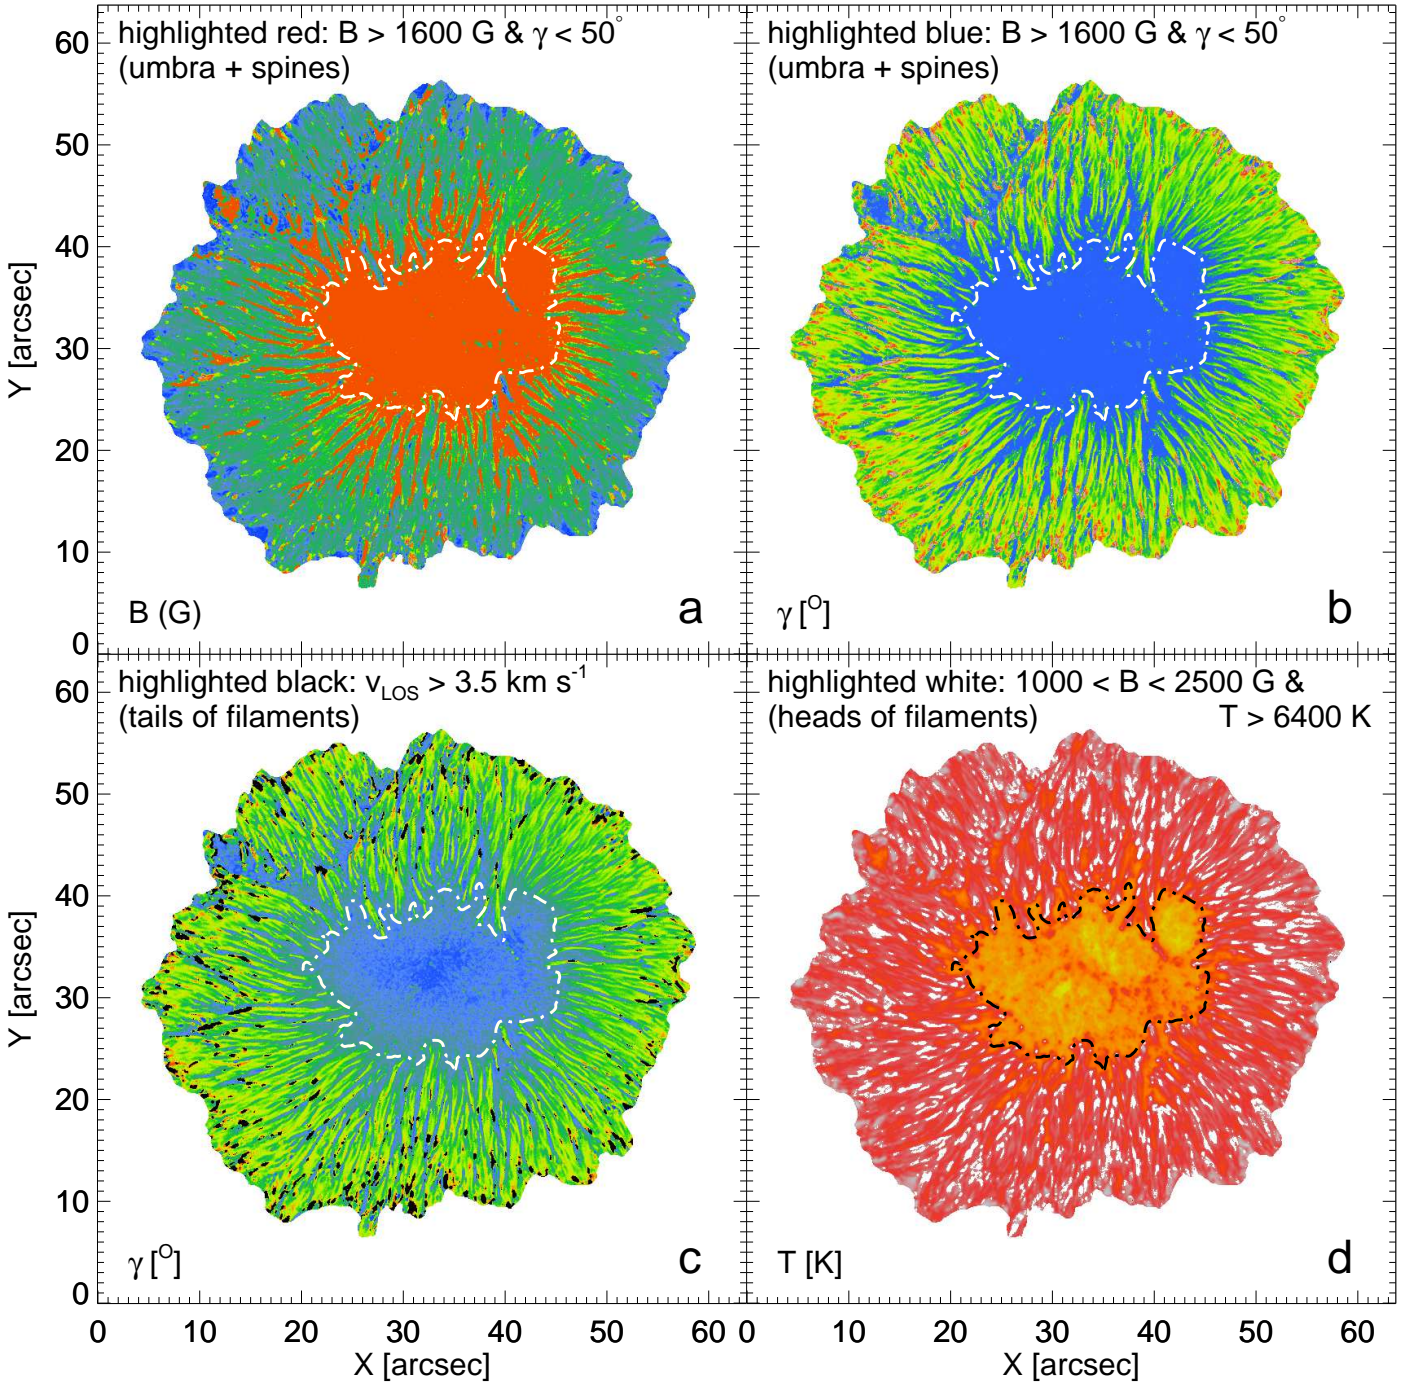 highlighted red: B > 1600 G & γ < 50°
(umbra + spines)
highlighted blue: B > 1600 G & γ < 50°
(umbra + spines)
60
50
40
30
20
10
0
Y [arcsec]
B (G)
a
γ [O]
b
highlighted black: vLOS > 3.5 km s-1
(tails of filaments)
highlighted white: 1000 < B < 2500 G &
(heads of filaments) T > 6400 K
60
50
40
30
20
10
0
Y [arcsec]
γ [O]
c
T [K]
d
0 10 20 30 40 50 60 0 10 20 30 40 50 60
X [arcsec] X [arcsec]